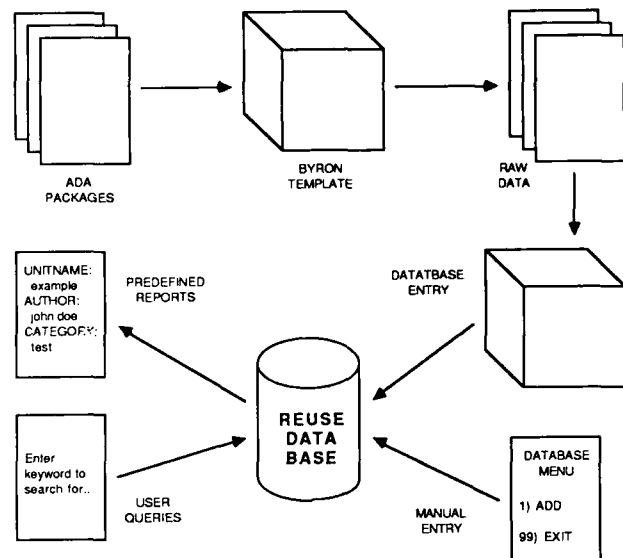 ADA
PACKAGES
BYRON
TEMPLATE
RAW
DATA
UNITNAME:
example
AUTHOR:
john doe
CATEGORY:
test
PREDEFINED
REPORTS
DATATBASE
ENTRY
REUSE
DATA
BASE
Enter
keyword to
search for..
USER
QUERIES
MANUAL
ENTRY
DATABASE
MENU
1) ADD
99) EXIT